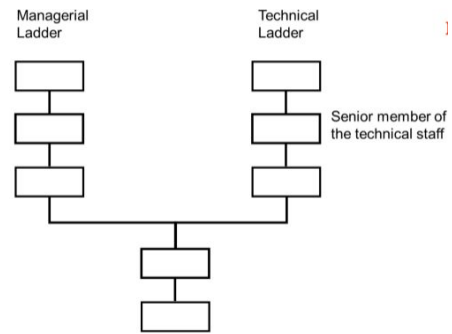 Managerial
Ladder
Technical
Ladder
Senior member of
the technical staff